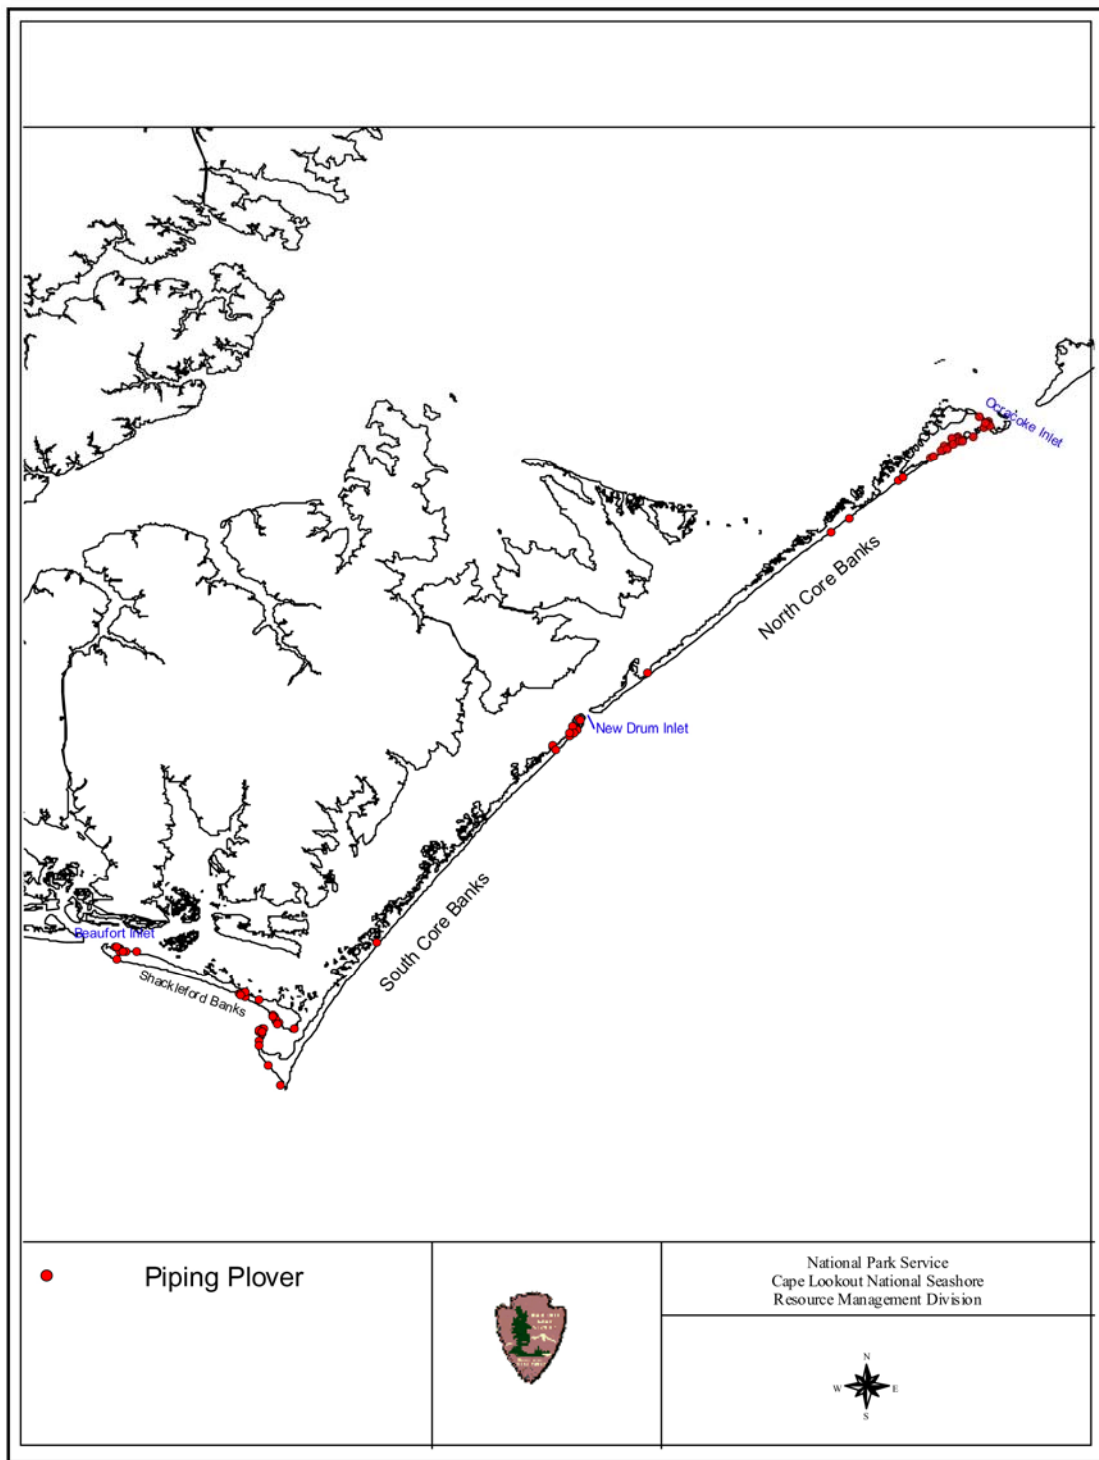 Ocracoke Inlet
North Core Banks
New Drum Inlet
South Core Banks
Beaufort Inlet
Shackleford Banks
Piping Plover
National Park Service
Cape Lookout National Seashore
Resource Management Division
N
W
E
S